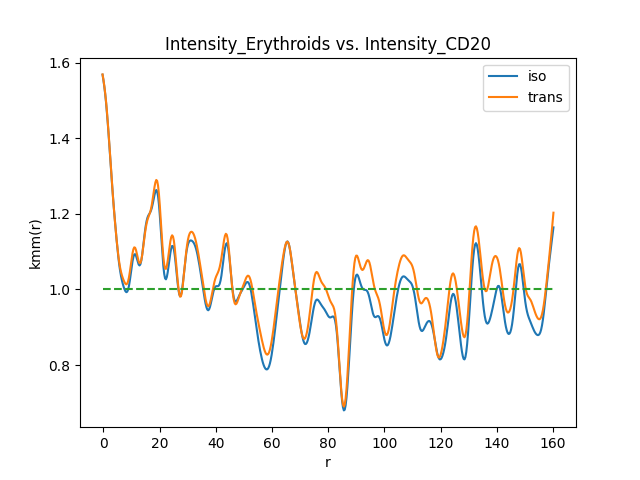 Intensity_Erythroids vs. Intensity_CD20
iso
trans
kmm(r)
1.6
1.4
1.2
1.0
0.8
0 20 40 60 80 100 120 140 160
r